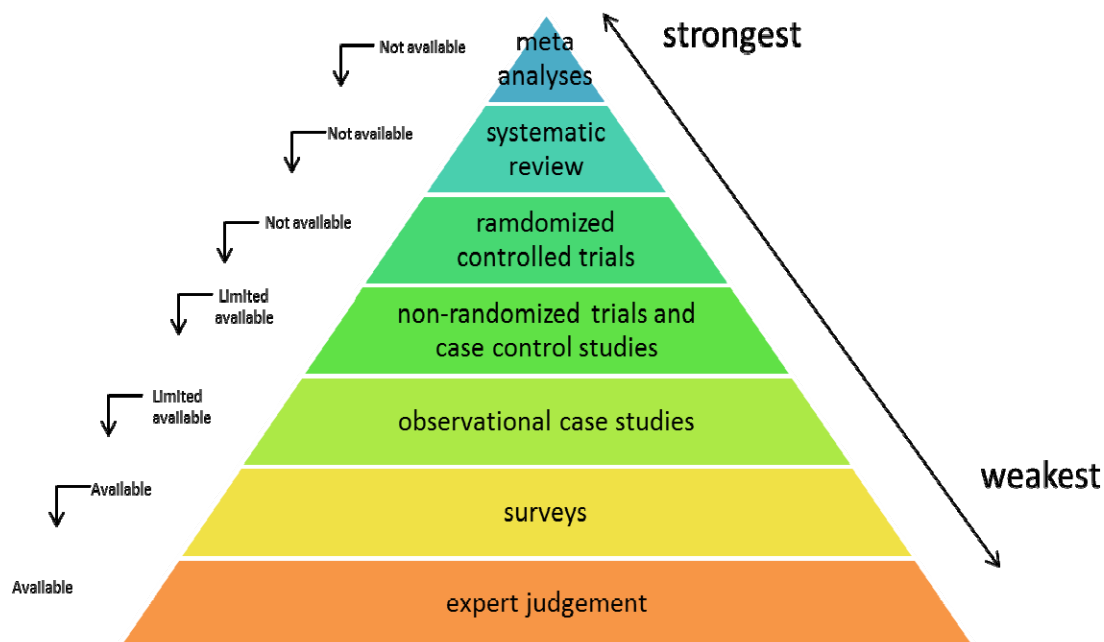 strongest
meta
analyses
Not available
systematic
review
Not available
ramdomized
controlled trials
Not available
non-randomized trials and
case control studies
Limited
available
observational case studies
Limited
available
weakest
surveys
Available
expert judgement
Available